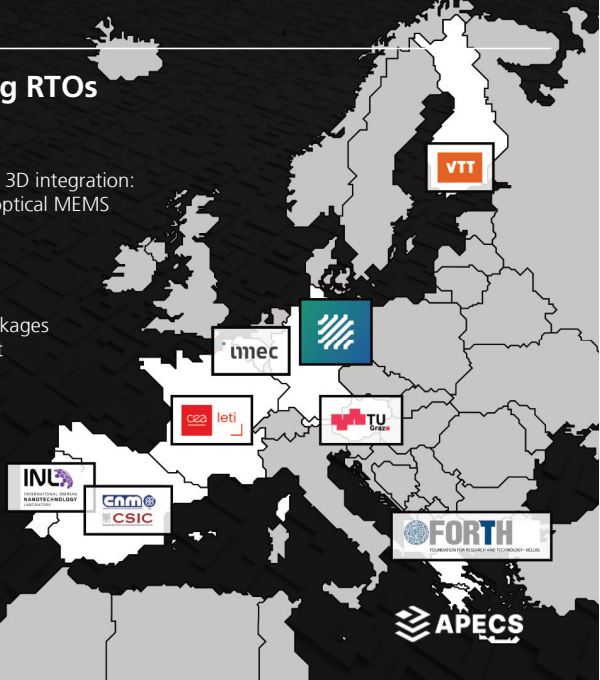 g RTOs
3D integration:
optical MEMS
kages
t
VTT
imec
cea leti
TU
Graz
INL
INTERNATIONAL IBERIAN
NANOTECHNOLOGY
LABORATORY
cnm
CSIC
FORTH
FOUNDATION FOR RESEARCH AND TECHNOLOGY - HELLAS
APECS